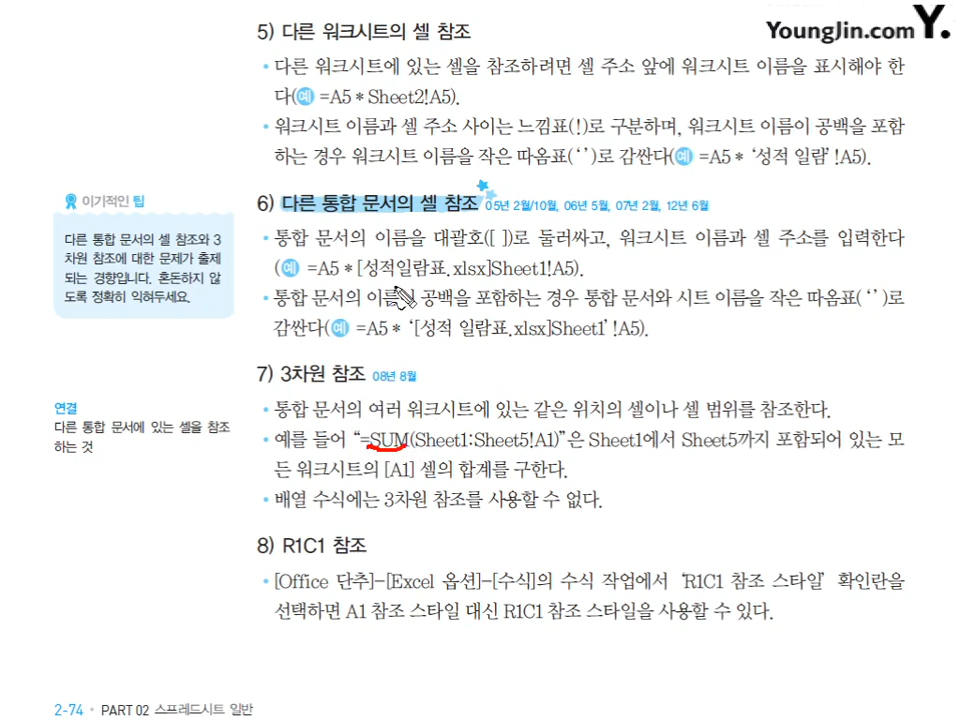 YoungJin.com Y.
5) 다른 워크시트의 셀 참조
• 다른 워크시트에 있는 셀을 참조하려면 셀 주소 앞에 워크시트 이름을 표시해야 한
다(예 =A5*Sheet2!A5).
• 워크시트 이름과 셀 주소 사이는 느낌표(!)로 구분하며, 워크시트 이름이 공백을 포함
하는 경우 워크시트 이름을 작은 따옴표(‘ ’)로 감싼다(예 =A5* ‘성적 일람’!A5).
이기적인 팁
다른 통합 문서의 셀 참조와 3
차원 참조에 대한 문제가 출제
되는 경향입니다. 혼돈하지 않
도록 정확히 익혀두세요.
6) 다른 통합 문서의 셀 참조 05년 2월/10월, 06년 5월, 07년 2월, 12년 6월
• 통합 문서의 이름을 대괄호([ ])로 둘러싸고, 워크시트 이름과 셀 주소를 입력한다
(예 =A5*[성적일람표.xlsx]Sheet1!A5).
• 통합 문서의 이름이 공백을 포함하는 경우 통합 문서와 시트 이름을 작은 따옴표(‘ ’)로
감싼다(예 =A5* ‘[성적 일람표.xlsx]Sheet1’!A5).
7) 3차원 참조 08년 8월
• 통합 문서의 여러 워크시트에 있는 같은 위치의 셀이나 셀 범위를 참조한다.
• 예를 들어 “=SUM(Sheet1:Sheet5!A1)”은 Sheet1에서 Sheet5까지 포함되어 있는 모
든 워크시트의 [A1] 셀의 합계를 구한다.
• 배열 수식에는 3차원 참조를 사용할 수 없다.
연결
다른 통합 문서에 있는 셀을 참조
하는 것
8) R1C1 참조
• [Office 단추]-[Excel 옵션]-[수식]의 수식 작업에서 ‘R1C1 참조 스타일’ 확인란을
선택하면 A1 참조 스타일 대신 R1C1 참조 스타일을 사용할 수 있다.
2-74 • PART 02 스프레드시트 일반